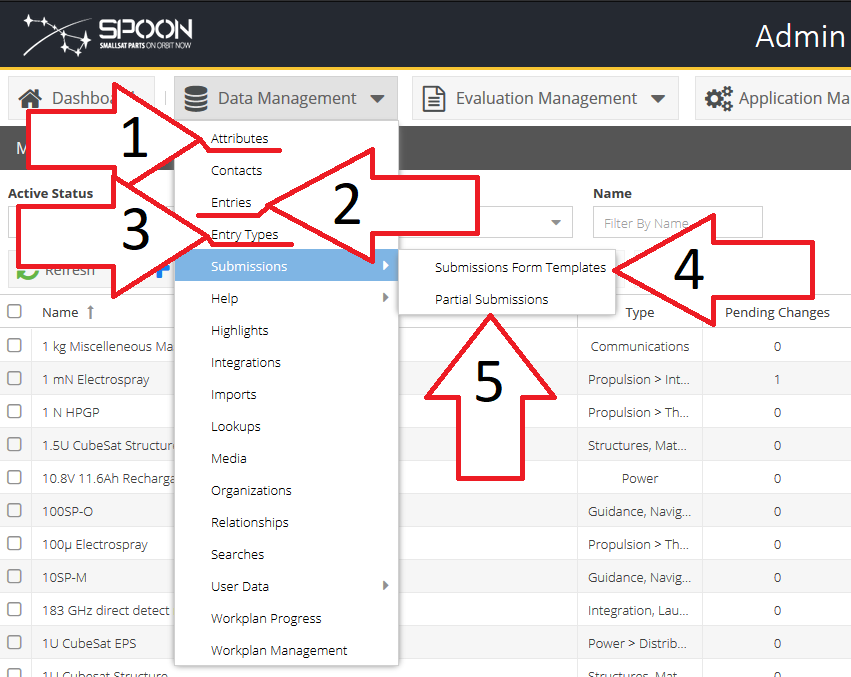 SPOON
SMALLSAT PARTS ON ORBIT NOW
Admin
Data Management
Evaluation Management
Application Ma
1
Attributes
Contacts
Active Status
Name
2
Entries
3
Filter By Name
Entry Types
Refresh
Submissions
Submissions Form Templates
4
Help
Partial Submissions
Name
Type
Pending Changes
Highlights
1 kg Miscelleneous Ma
Communications
0
Integrations
1 mN Electrospray
Propulsion > Int...
1
5
Imports
1 N HPGP
Propulsion > Th...
0
Lookups
1.5U CubeSat Structure
Structures, Mat...
0
Media
10.8V 11.6Ah Recharga
Power
0
Organizations
100SP-O
Guidance, Navig...
0
Relationships
100µ Electrospray
Propulsion > Th...
0
Searches
10SP-M
Guidance, Navig...
0
User Data
183 GHz direct detect
Integration, Lau...
0
Workplan Progress
1U CubeSat EPS
Power > Distrib...
0
Workplan Management
1U Cubesat Structure
Structures, Mat...
0